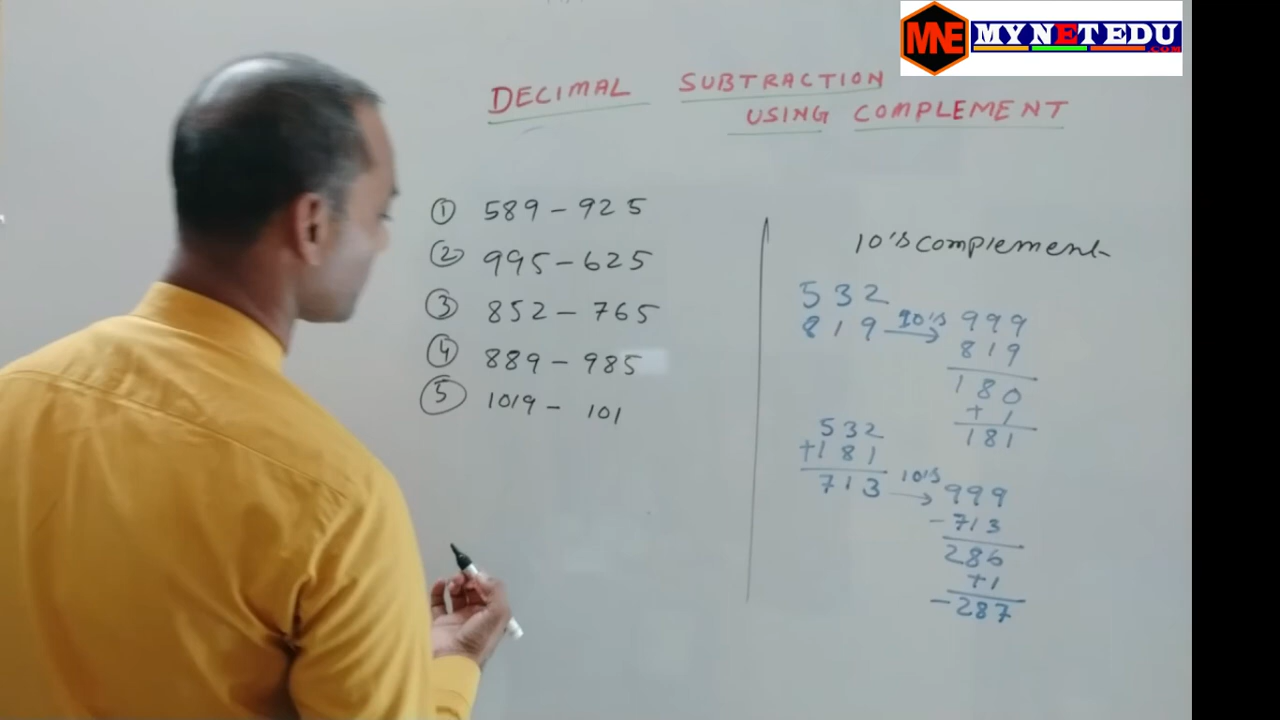 MNE MYNETEDU
.COM
DECIMAL SUBTRACTION
USING COMPLEMENT
① 589 - 925
② 995 - 625
③ 852 - 765
④ 889 - 985
⑤ 1019 - 101
10's complement
532
819 10's → 999
819
180
+ 1
181
532
+181
713 10's → 999
- 713
286
+1
- 287